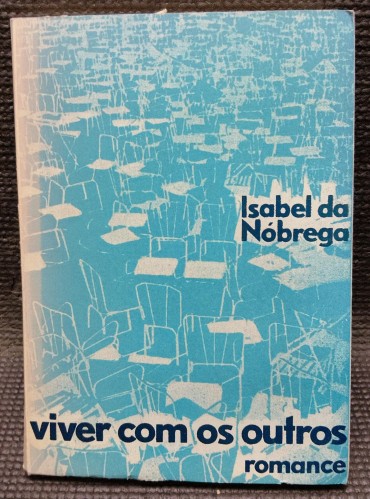 Isabel da
Nóbrega
viver com os outros
romance